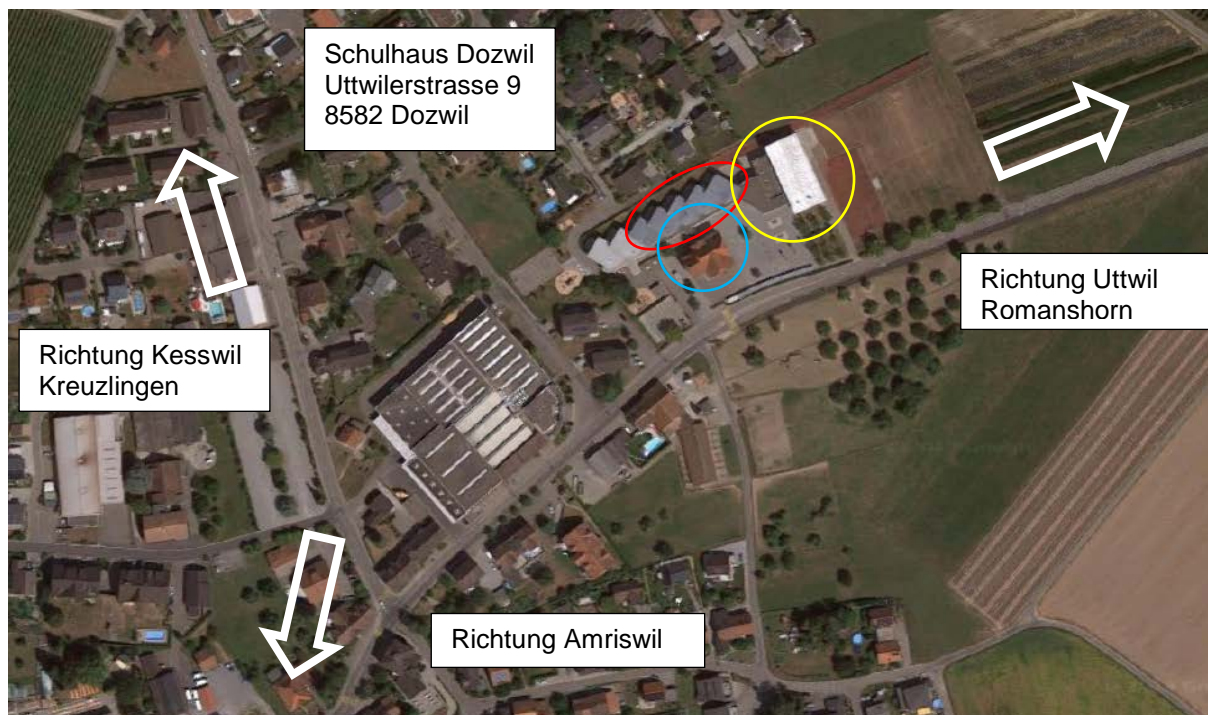 Schulhaus Dozwil
Uttwilerstrasse 9
8582 Dozwil
Richtung Uttwil
Romanshorn
Richtung Kesswil
Kreuzlingen
Richtung Amriswil